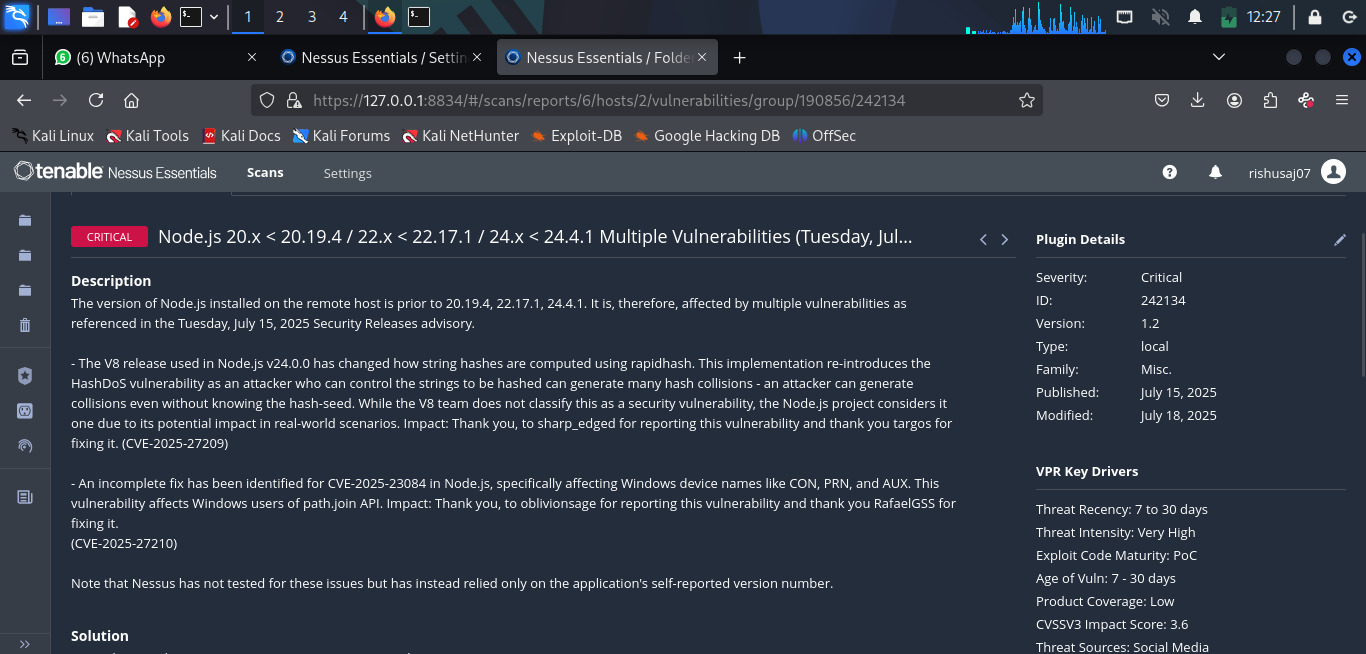 1 2 3 4
12:27
6 (6) WhatsApp
Nessus Essentials / Settin
Nessus Essentials / Folder
https://127.0.0.1:8834/#/scans/reports/6/hosts/2/vulnerabilities/group/190856/242134
Kali Linux Kali Tools Kali Docs Kali Forums Kali NetHunter Exploit-DB Google Hacking DB OffSec
tenable Nessus Essentials Scans Settings rishusaj07
CRITICAL Node.js 20.x < 20.19.4 / 22.x < 22.17.1 / 24.x < 24.4.1 Multiple Vulnerabilities (Tuesday, Jul...
Description
The version of Node.js installed on the remote host is prior to 20.19.4, 22.17.1, 24.4.1. It is, therefore, affected by multiple vulnerabilities as
referenced in the Tuesday, July 15, 2025 Security Releases advisory.
- The V8 release used in Node.js v24.0.0 has changed how string hashes are computed using rapidhash. This implementation re-introduces the
HashDoS vulnerability as an attacker who can control the strings to be hashed can generate many hash collisions - an attacker can generate
collisions even without knowing the hash-seed. While the V8 team does not classify this as a security vulnerability, the Node.js project considers it
one due to its potential impact in real-world scenarios. Impact: Thank you, to sharp_edged for reporting this vulnerability and thank you targos for
fixing it. (CVE-2025-27209)
- An incomplete fix has been identified for CVE-2025-23084 in Node.js, specifically affecting Windows device names like CON, PRN, and AUX. This
vulnerability affects Windows users of path.join API. Impact: Thank you, to oblivionsage for reporting this vulnerability and thank you RafaelGSS for
fixing it.
(CVE-2025-27210)
Note that Nessus has not tested for these issues but has instead relied only on the application's self-reported version number.
Solution
Plugin Details
Severity: Critical
ID: 242134
Version: 1.2
Type: local
Family: Misc.
Published: July 15, 2025
Modified: July 18, 2025
VPR Key Drivers
Threat Recency: 7 to 30 days
Threat Intensity: Very High
Exploit Code Maturity: PoC
Age of Vuln: 7 - 30 days
Product Coverage: Low
CVSSV3 Impact Score: 3.6
Threat Sources: Social Media